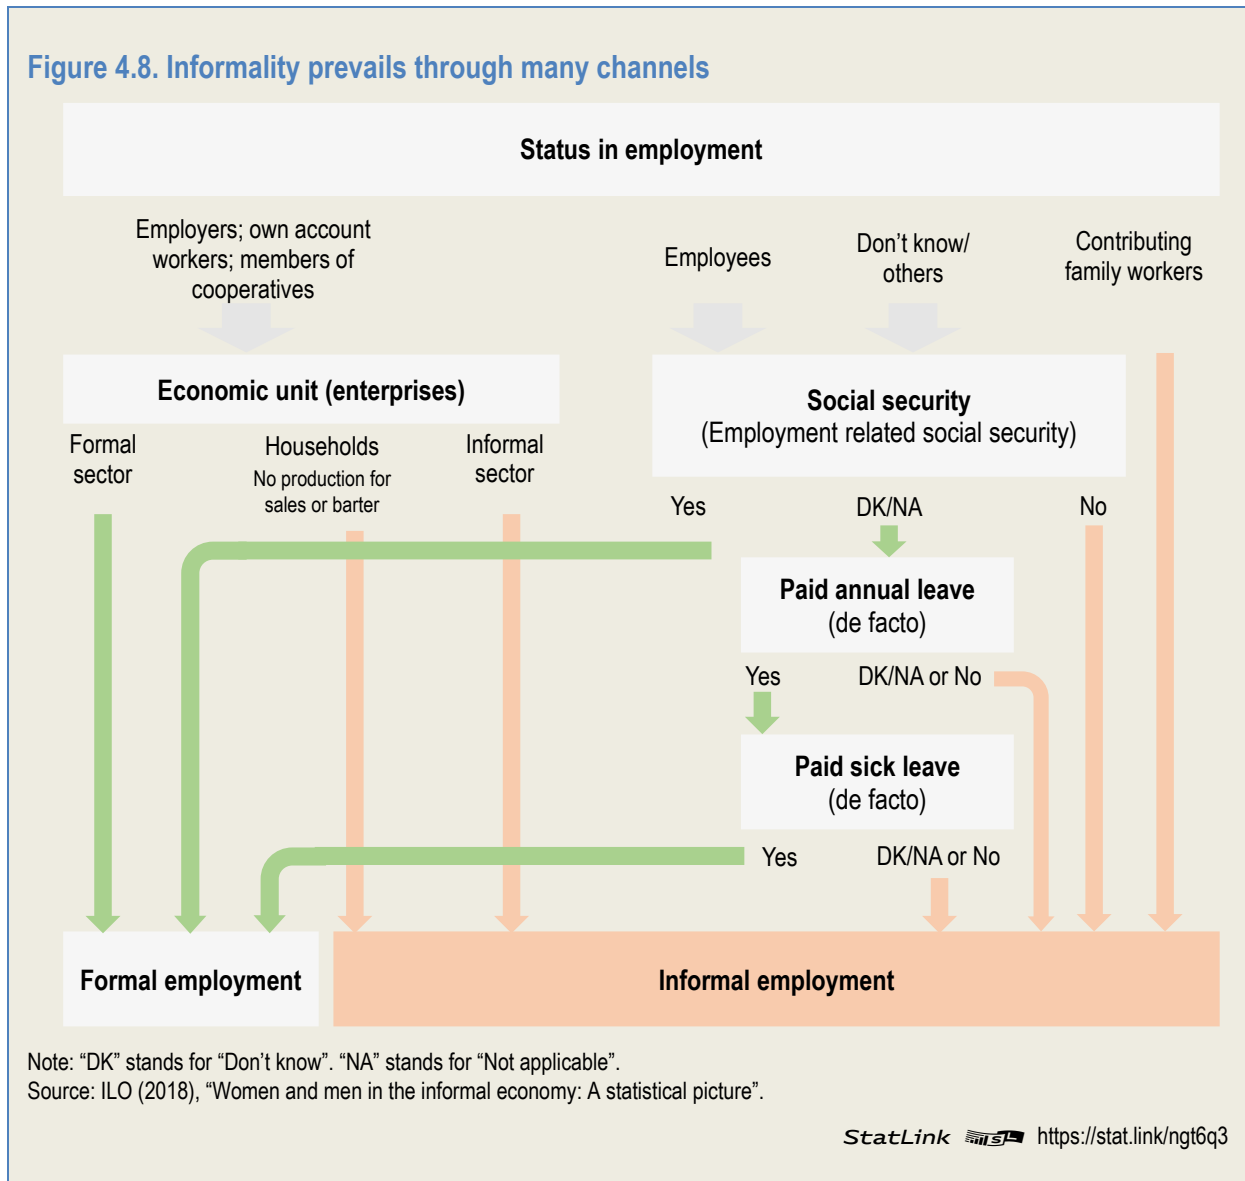 Figure 4.8. Informality prevails through many channels
Status in employment
Employers; own account
workers; members of
cooperatives
Employees
Don’t know/
others
Contributing
family workers
Economic unit (enterprises)
Social security
(Employment related social security)
Formal
sector
Households
No production for
sales or barter
Informal
sector
Yes
DK/NA
No
Paid annual leave
(de facto)
Yes
DK/NA or No
Paid sick leave
(de facto)
Yes
DK/NA or No
Formal employment
Informal employment
Note: “DK” stands for “Don’t know”. “NA” stands for “Not applicable”.
Source: ILO (2018), “Women and men in the informal economy: A statistical picture”.
StatLink https://stat.link/ngt6q3